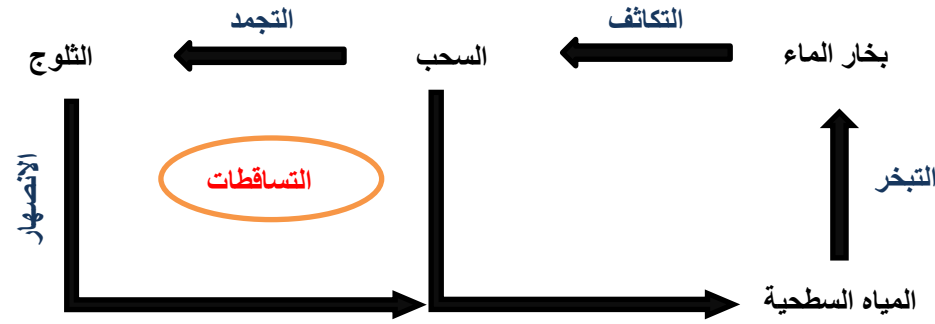 التكاثف
التجمد
بخار الماء
السحب
الثلوج
التبخر
التساقطات
الانصهار
المياه السطحية